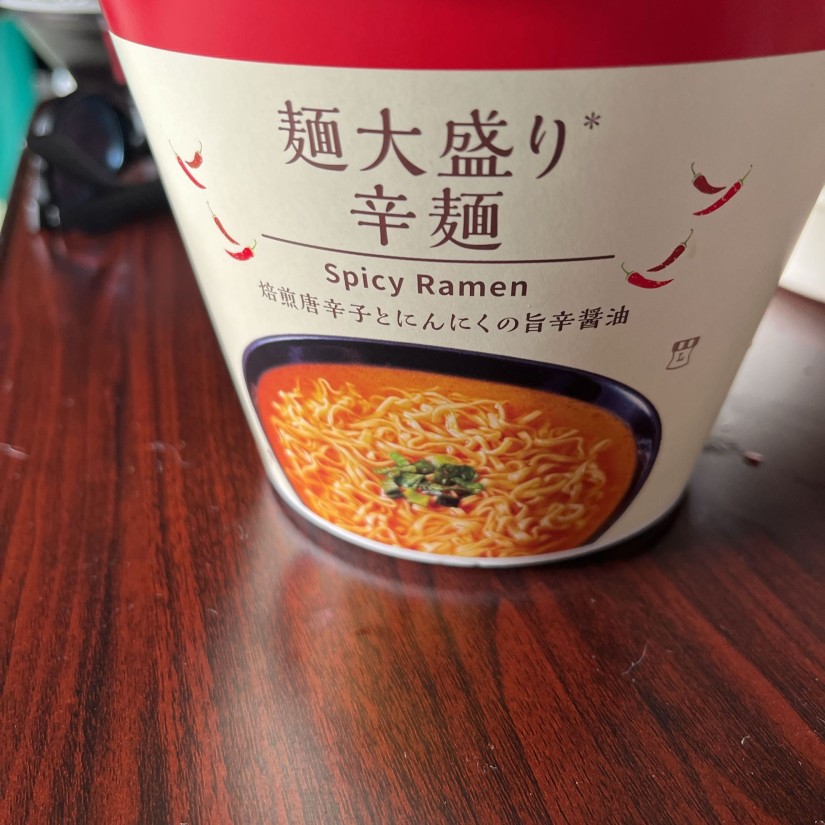 麺大盛り*
辛麺
Spicy Ramen
焙煎唐辛子とにんにくの旨辛醤油
L